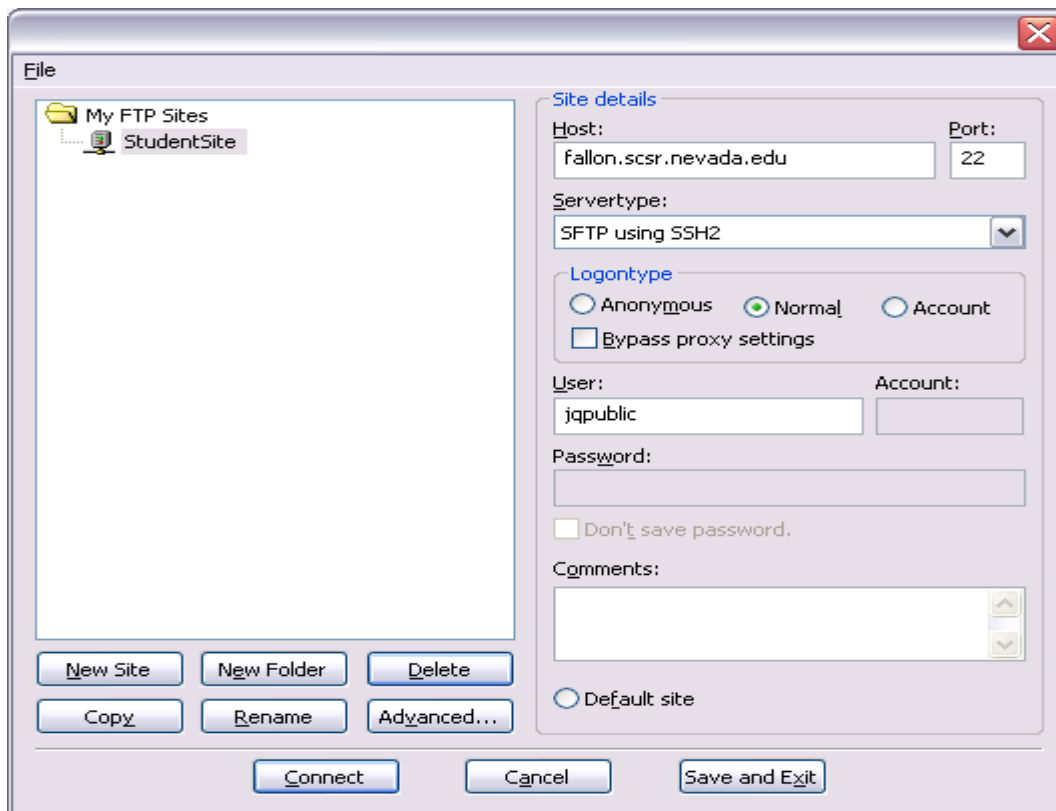 File
My FTP Sites
StudentSite
New Site New Folder Delete
Copy Rename Advanced...
Site details
Host: Port:
fallon.scsr.nevada.edu 22
Servertype:
SFTP using SSH2
Logontype
Anonymous Normal Account
Bypass proxy settings
User: Account:
jqpublic
Password:
Don't save password.
Comments:
Default site
Connect Cancel Save and Exit